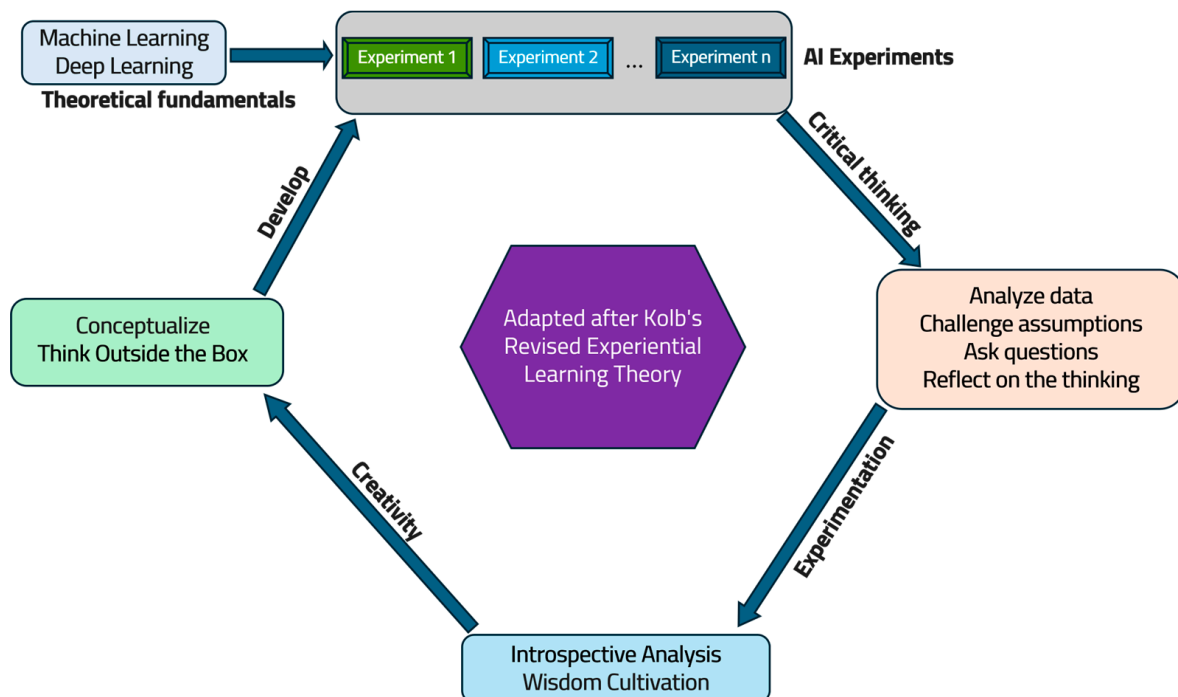 Machine Learning
Deep Learning
Theoretical fundamentals
Experiment 1
Experiment 2
...
Experiment n
AI Experiments
Critical thinking
Analyze data
Challenge assumptions
Ask questions
Reflect on the thinking
Experimentation
Introspective Analysis
Wisdom Cultivation
Creativity
Conceptualize
Think Outside the Box
Develop
Adapted after Kolb's
Revised Experiential
Learning Theory